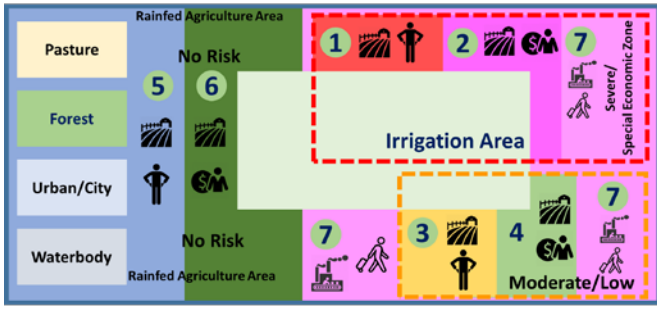 Pasture
Forest
Urban/City
Waterbody
Rainfed Agriculture Area
No Risk
5
6
No Risk
Rainfed Agriculture Area
1
2
7
Severe/
Special Economic Zone
Irrigation Area
7
3
4
7
Moderate/Low